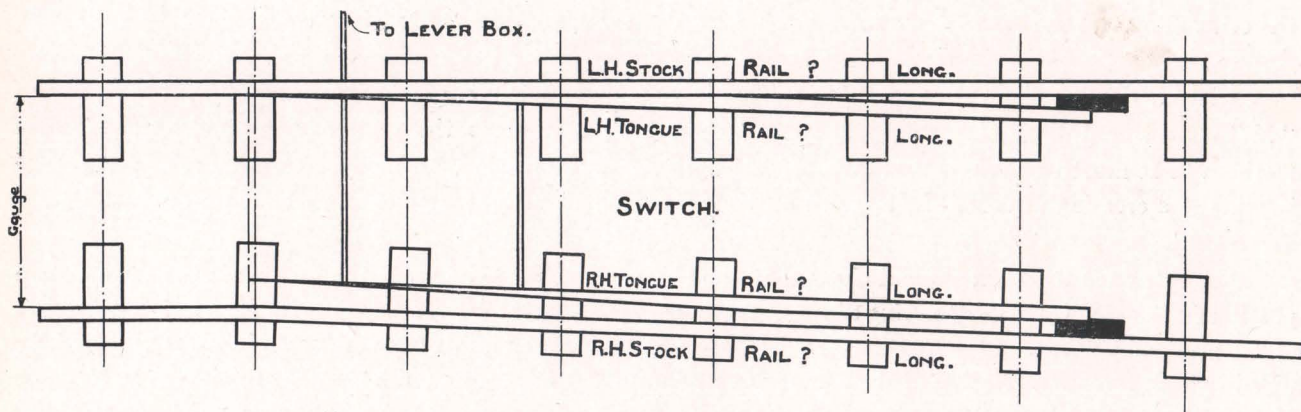 To Lever Box.
L.H. Stock Rail ? Long.
L.H. Tongue Rail ? Long.
Gauge
Switch.
R.H. Tongue Rail ? Long.
R.H. Stock Rail ? Long.